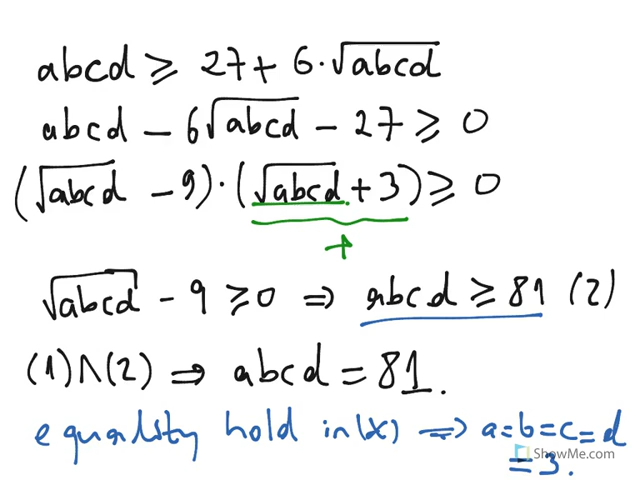 abcd ≥ 27 + 6·√abcd
abcd − 6√abcd − 27 ≥ 0
(√abcd − 9)·(√abcd + 3) ≥ 0
+
√abcd − 9 ≥ 0 ⇒ abcd ≥ 81 (2)
(1)∧(2) ⇒ abcd = 81.
equality hold in (*) ⇒ a=b=c=d
=3.
ShowMe.com